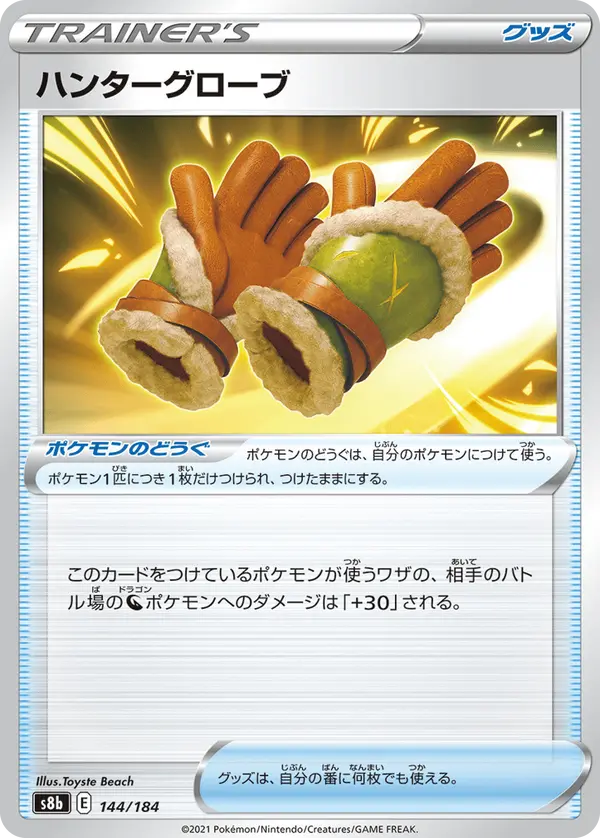 TRAINER'S
グッズ
ハンターグローブ
ポケモンのどうぐ
ポケモンのどうぐは、自分のポケモンにつけて使う。
ポケモン1匹につき1枚だけつけられ、つけたままにする。
このカードをつけているポケモンが使うワザの、相手のバト
ル場のポケモンへのダメージは「+30」される。
Illus.Toyste Beach
グッズは、自分の番に何枚でも使える。
s8b E 144/184
©2021 Pokémon/Nintendo/Creatures/GAME FREAK.